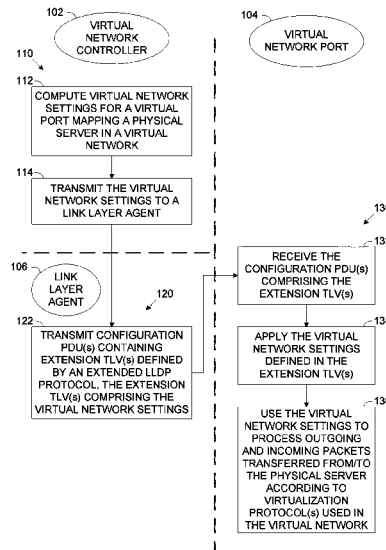 102
VIRTUAL
NETWORK
CONTROLLER
104
VIRTUAL
NETWORK PORT
110
112
COMPUTE VIRTUAL NETWORK
SETTINGS FOR A VIRTUAL
PORT MAPPING A PHYSICAL
SERVER IN A VIRTUAL
NETWORK
114
TRANSMIT THE VIRTUAL
NETWORK SETTINGS TO A
LINK LAYER AGENT
106
LINK
LAYER
AGENT
120
122
TRANSMIT CONFIGURATION
PDU(s) CONTAINING
EXTENSION TLV(s) DEFINED
BY AN EXTENDED LLDP
PROTOCOL, THE EXTENSION
TLV(s) COMPRISING THE
VIRTUAL NETWORK SETTINGS
RECEIVE THE
CONFIGURATION PDU(s)
COMPRISING THE
EXTENSION TLV(s)
APPLY THE VIRTUAL
NETWORK SETTINGS
DEFINED IN THE
EXTENSION TLV(s)
USE THE VIRTUAL
NETWORK SETTINGS TO
PROCESS OUTGOING
AND INCOMING PACKETS
TRANSFERRED FROM/TO
THE PHYSICAL SERVER
ACCORDING TO
VIRTUALIZATION
PROTOCOL(s) USED IN
THE VIRTUAL NETWORK